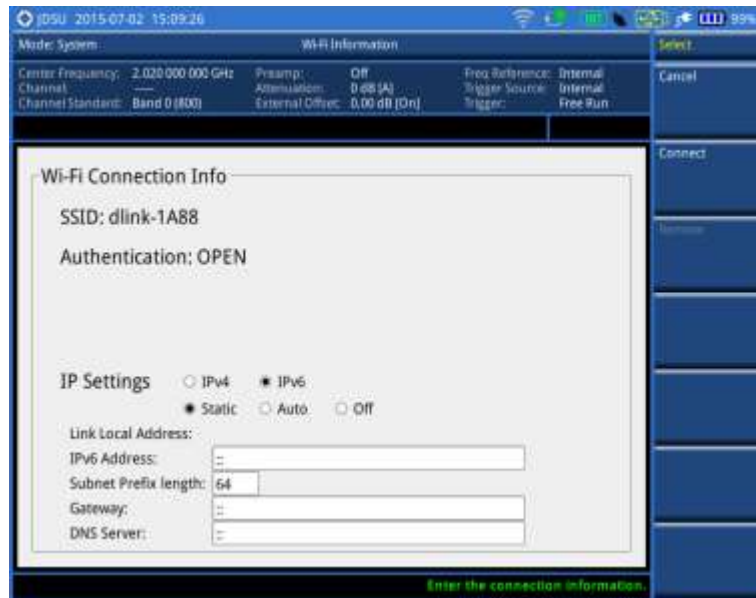 JDSU 2015-07-02 15:09:26 99%
Mode: System Wi-Fi Information Select
Center Frequency: 2.020 000 000 GHz Preamp: Off Freq Reference: Internal
Channel: ---- Attenuation: 0 dB [A] Trigger Source: Internal
Channel Standard: Band 0 (800) External Offset: 0.00 dB [On] Trigger: Free Run
Cancel
Connect
Remove
Wi-Fi Connection Info
SSID: dlink-1A88
Authentication: OPEN
IP Settings IPv4 IPv6
Static Auto Off
Link Local Address:
IPv6 Address: ::
Subnet Prefix length: 64
Gateway: ::
DNS Server: ::
Enter the connection information.